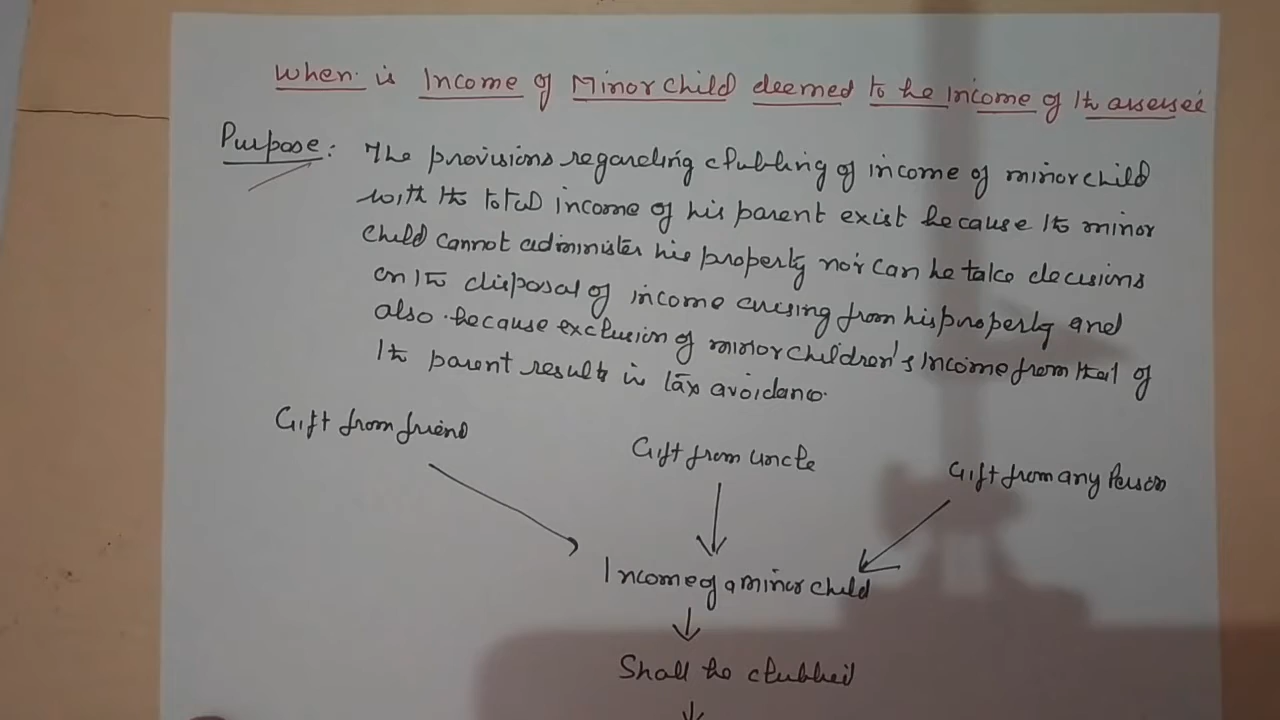 When is Income of Minor child deemed to be income of the assessee
Purpose: The provisions regarding clubbing of income of minor child
with the total income of his parent exist because the minor
child cannot administer his property nor can he take decisions
on the disposal of income arising from his property and
also because exclusion of minor children's income from that of
the parent results in tax avoidance.
Gift from friend
Gift from uncle
Gift from any Person
Income of a minor child
Shall be clubbed